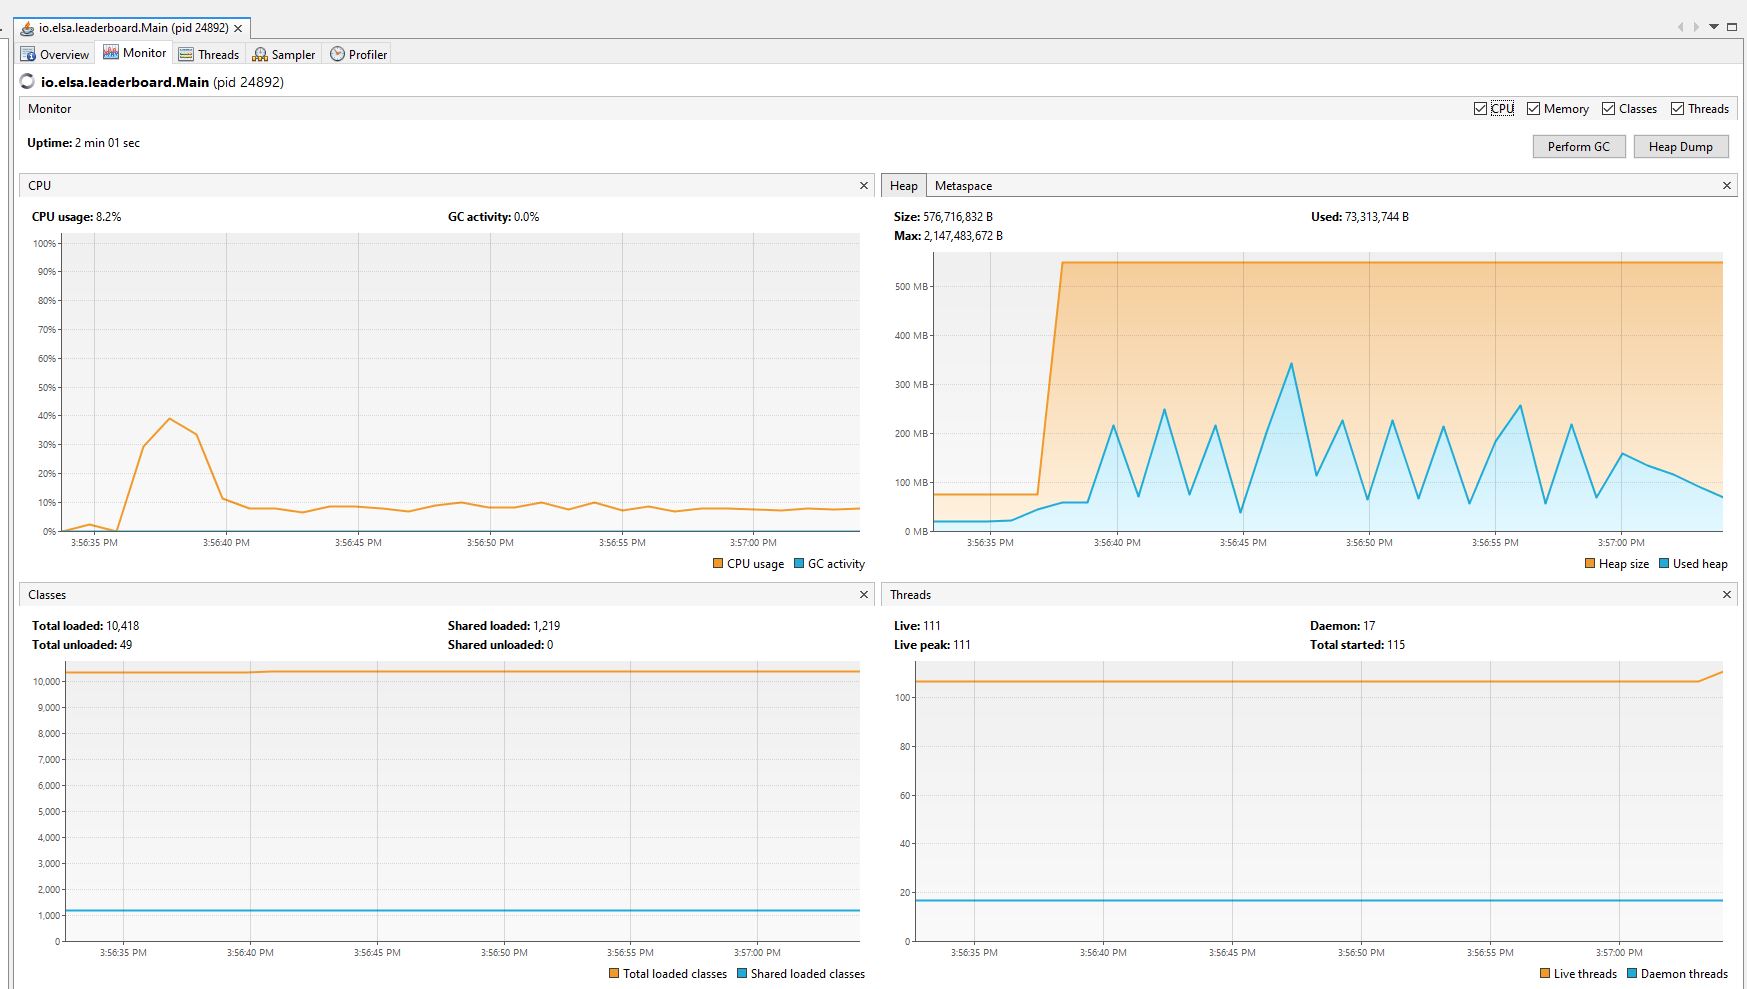 io.elsa.leaderboard.Main (pid 24892)
Overview Monitor Threads Sampler Profiler
io.elsa.leaderboard.Main (pid 24892)
Monitor CPU Memory Classes Threads
Uptime: 2 min 01 sec Perform GC Heap Dump
CPU
CPU usage: 8.2% GC activity: 0.0%
100%
90%
80%
70%
60%
50%
40%
30%
20%
10%
0%
3:56:35 PM 3:56:40 PM 3:56:45 PM 3:56:50 PM 3:56:55 PM 3:57:00 PM
CPU usage GC activity
Heap Metaspace
Size: 576,716,832 B Used: 73,313,744 B
Max: 2,147,483,672 B
500 MB
400 MB
300 MB
200 MB
100 MB
0 MB
3:56:35 PM 3:56:40 PM 3:56:45 PM 3:56:50 PM 3:56:55 PM 3:57:00 PM
Heap size Used heap
Classes
Total loaded: 10,418 Shared loaded: 1,219
Total unloaded: 49 Shared unloaded: 0
10,000
9,000
8,000
7,000
6,000
5,000
4,000
3,000
2,000
1,000
0
3:56:35 PM 3:56:40 PM 3:56:45 PM 3:56:50 PM 3:56:55 PM 3:57:00 PM
Total loaded classes Shared loaded classes
Threads
Live: 111 Daemon: 17
Live peak: 111 Total started: 115
100
80
60
40
20
0
3:56:35 PM 3:56:40 PM 3:56:45 PM 3:56:50 PM 3:56:55 PM 3:57:00 PM
Live threads Daemon threads